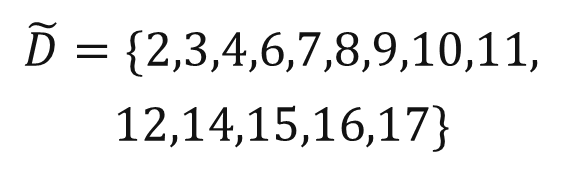 D̃ = {2,3,4,6,7,8,9,10,11,
12,14,15,16,17}